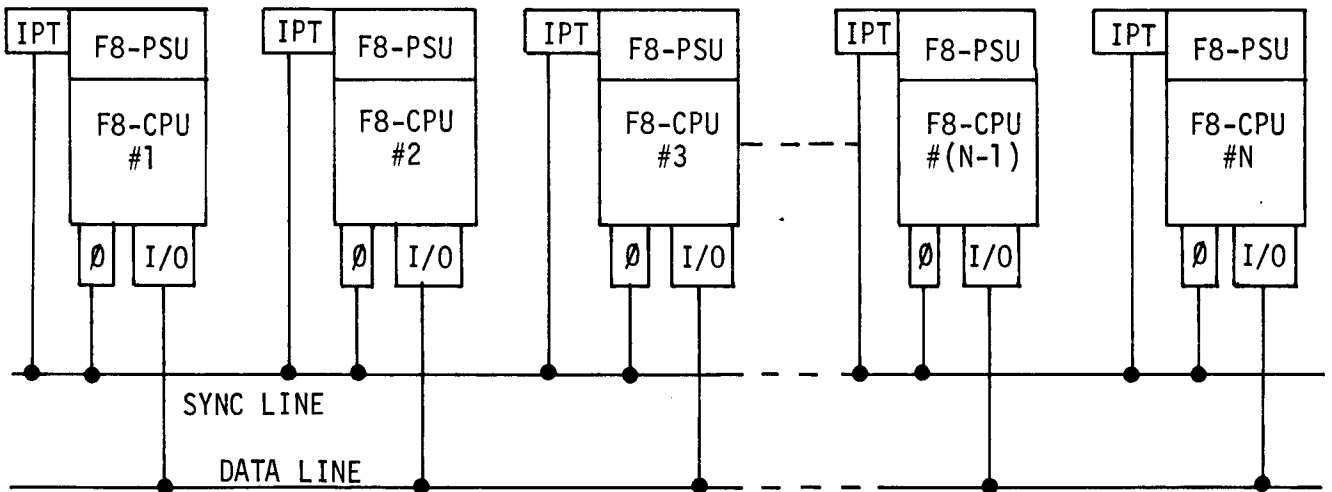 IPT F8-PSU
F8-CPU
#1
Ø I/O
IPT F8-PSU
F8-CPU
#2
Ø I/O
IPT F8-PSU
F8-CPU
#3
Ø I/O
IPT F8-PSU
F8-CPU
#(N-1)
Ø I/O
IPT F8-PSU
F8-CPU
#N
Ø I/O
SYNC LINE
DATA LINE